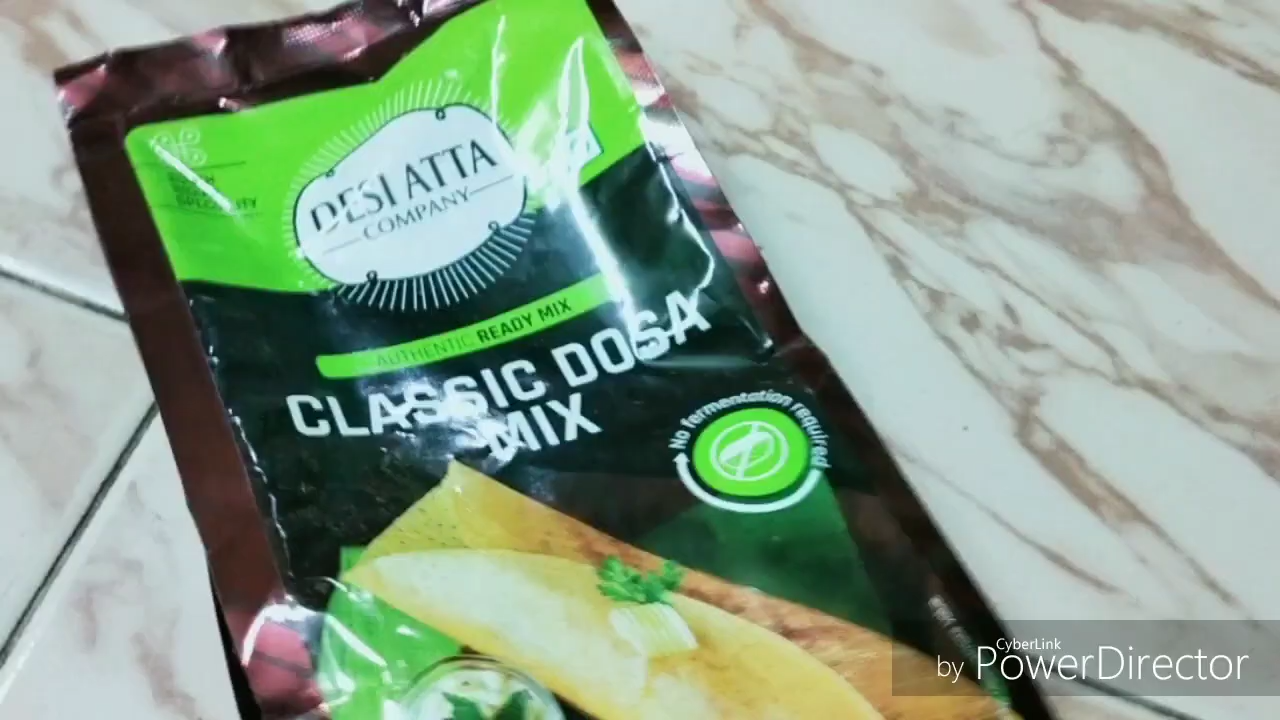 DESI ATTA
COMPANY
AUTHENTIC READY MIX
CLASSIC DOSA
MIX
No fermentation required
CyberLink
by PowerDirector